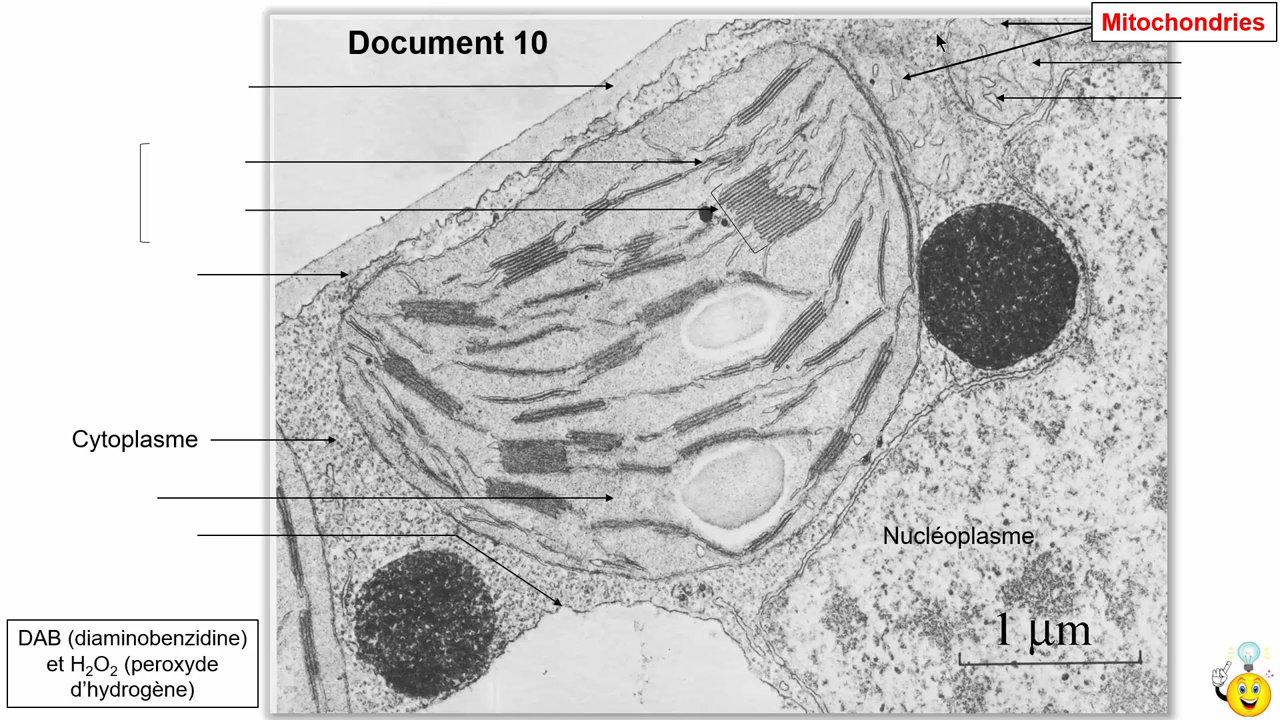 Document 10
Mitochondries
Cytoplasme
Nucléoplasme
1 µm
DAB (diaminobenzidine)
et H₂O₂ (peroxyde
d'hydrogène)